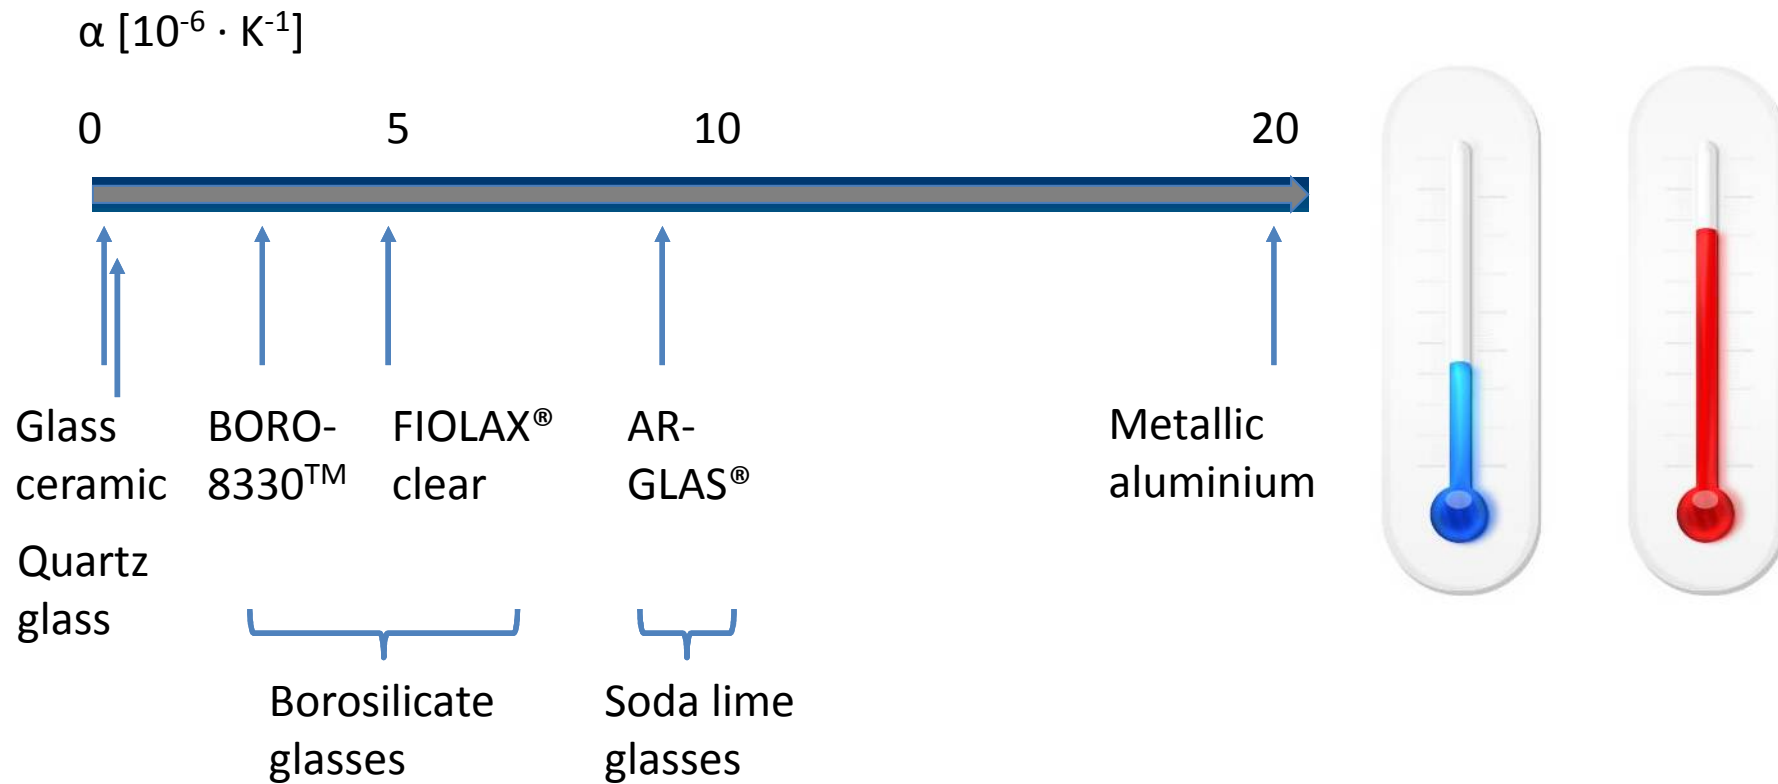 α [10⁻⁶ · K⁻¹]
0 5 10 20
Glass
ceramic
Quartz
glass
BORO-
8330™
FIOLAX®
clear
AR-
GLAS®
Metallic
aluminium
Borosilicate
glasses
Soda lime
glasses